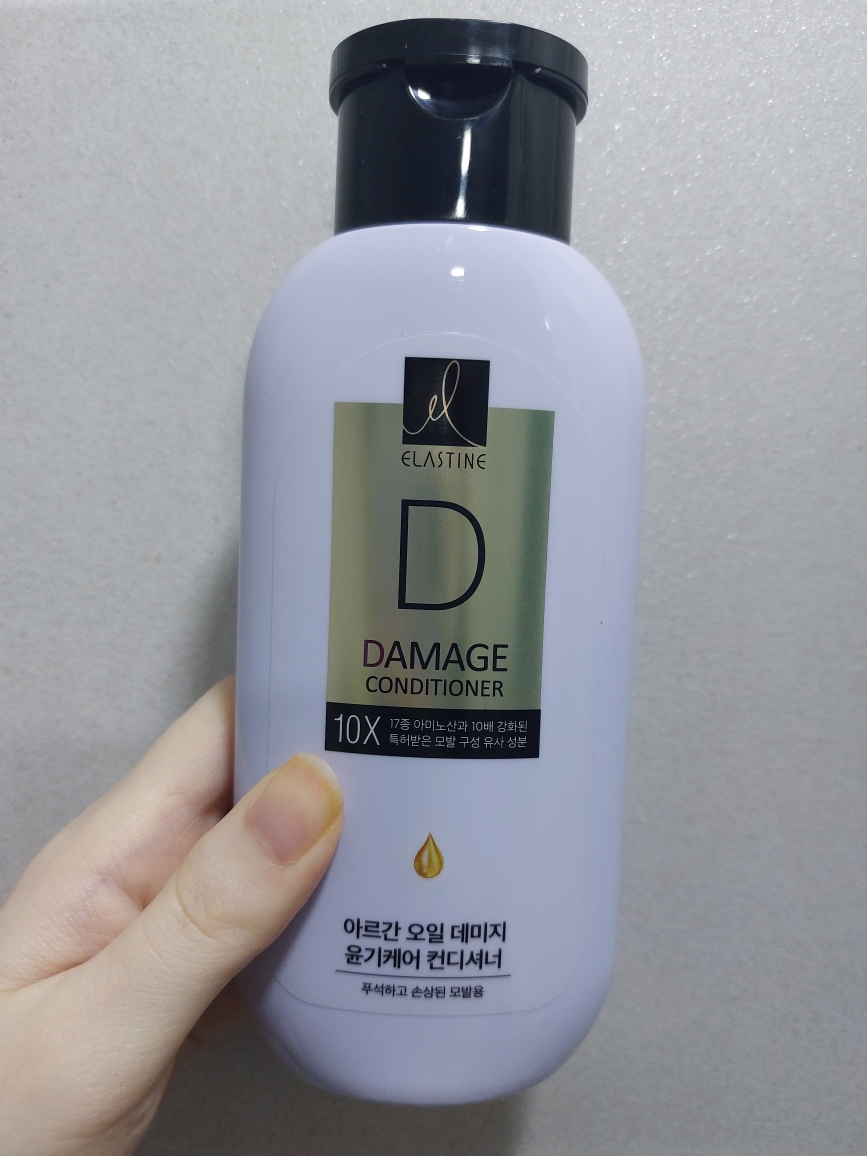 el
ELASTINE
D
DAMAGE
CONDITIONER
10X
17종 아미노산과 10배 강화된
특허받은 모발 구성 유사 성분
아르간 오일 데미지
윤기케어 컨디셔너
푸석하고 손상된 모발용